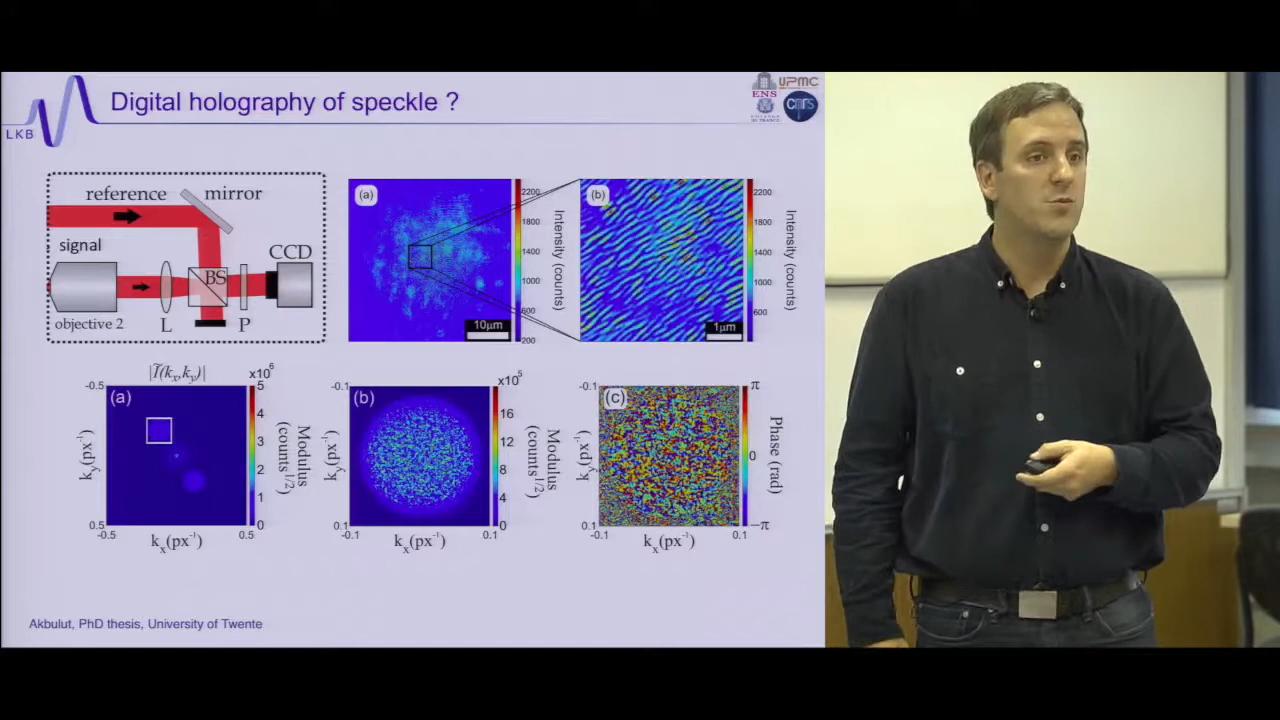 Digital holography of speckle ?
LKB
ENS
UPMC
cnrs
reference
mirror
signal
CCD
BS
objective 2
L
P
(a)
10μm
2200
1800
1400
1000
600
200
Intensity (counts)
(b)
1μm
2200
1800
1400
1000
600
Intensity (counts)
|Ĩ(kx,ky)|
(a)
-0.5
0.5
ky(px⁻¹)
-0.5
0.5
kx(px⁻¹)
x10⁶
5
4
3
2
1
0
Modulus
(counts¹/²)
(b)
-0.1
0.1
ky(px⁻¹)
-0.1
0.1
kx(px⁻¹)
x10⁵
16
12
8
4
0
Modulus
(counts¹/²)
(c)
-0.1
0.1
ky(px⁻¹)
-0.1
0.1
kx(px⁻¹)
π
0
−π
Phase (rad)
Akbulut, PhD thesis, University of Twente